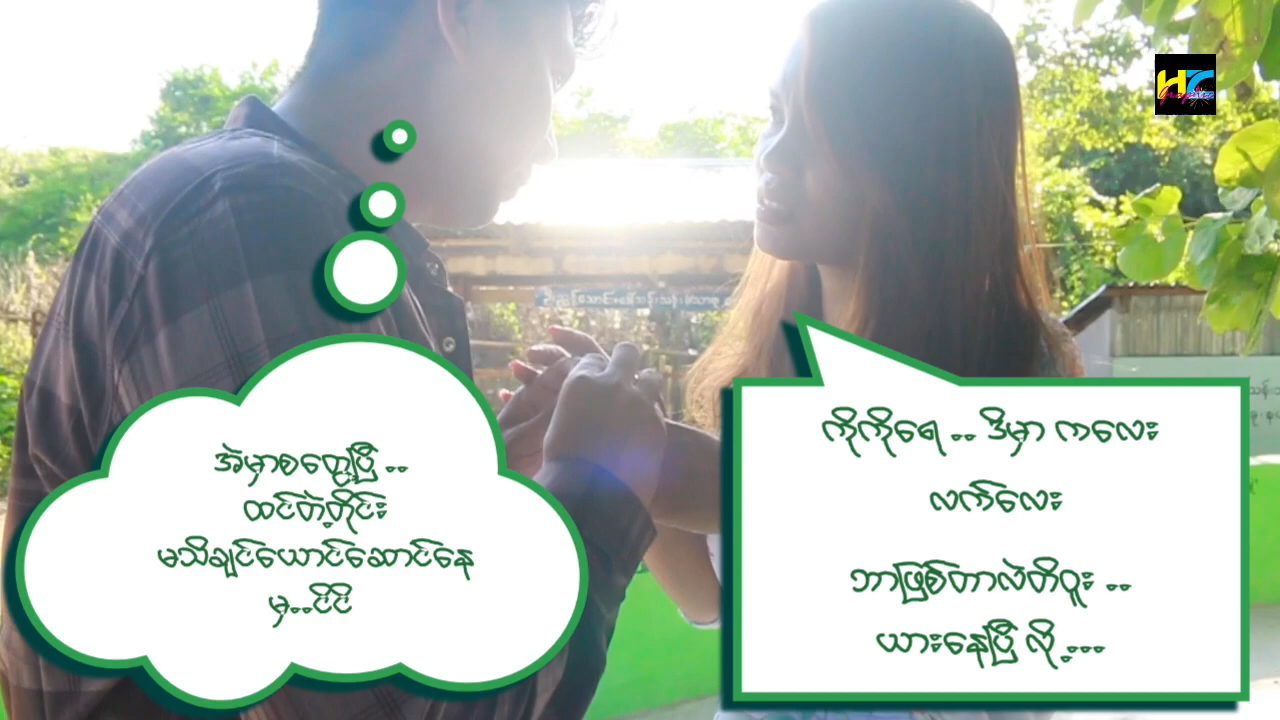 အဲမှာစတွေ့ပြီ ..
ထင်တဲ့တိုင်း
မသိချင်ယောင်ဆောင်နေ
မှ..ငိငိ
ကိုကိုရေ .. ဒီမှာ ကလေး
လက်လေး
ဘာဖြစ်တာလဲတိဝူး ..
ယားနေပြီ လို့...